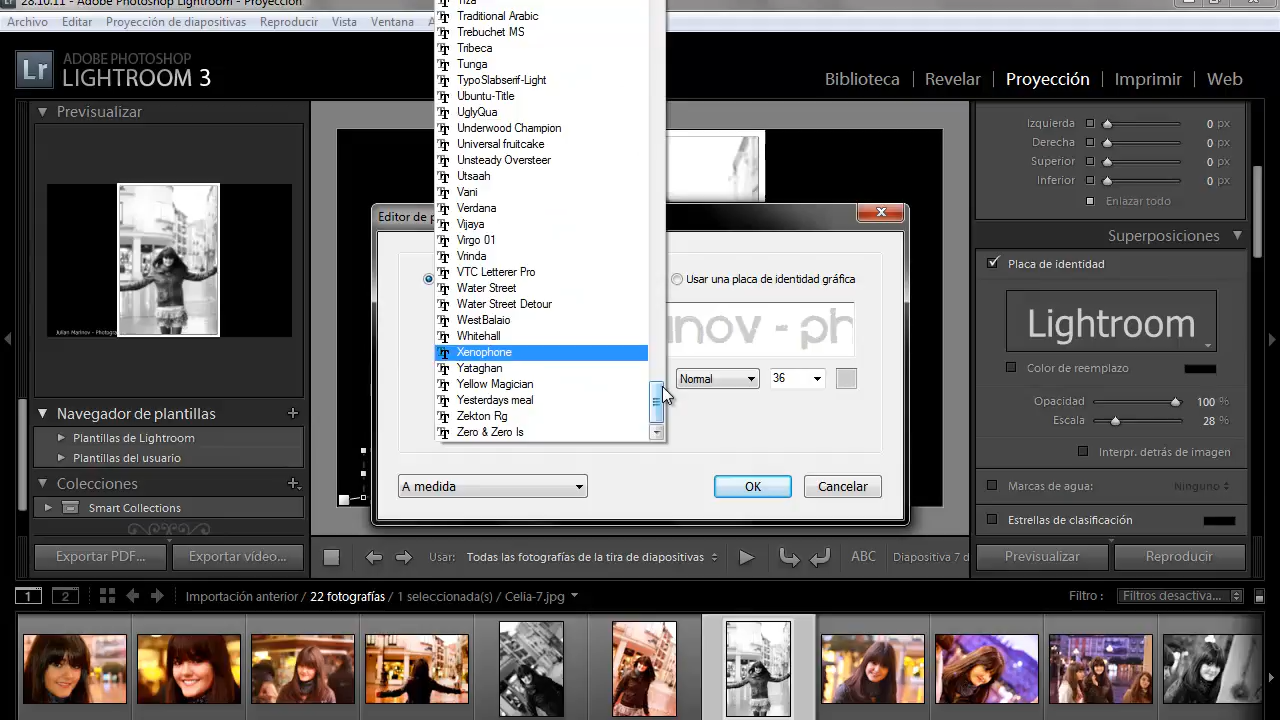 28.10.11 - Adobe Photoshop Lightroom - Proyección
Archivo Editar Proyección de diapositivas Reproducir Vista Ventana
Lr ADOBE PHOTOSHOP
LIGHTROOM 3
Biblioteca Revelar Proyección Imprimir Web
Previsualizar
Julian Marinov - Photogra
Navegador de plantillas
Plantillas de Lightroom
Plantillas del usuario
Colecciones
Smart Collections
Exportar PDF... Exportar vídeo...
Tiza
Traditional Arabic
Trebuchet MS
Tribeca
Tunga
TypoSlabserif-Light
Ubuntu-Title
UglyQua
Underwood Champion
Universal fruitcake
Unsteady Oversteer
Utsaah
Vani
Verdana
Vijaya
Virgo 01
Vrinda
VTC Letterer Pro
Water Street
Water Street Detour
WestBalaio
Whitehall
Xenophone
Yataghan
Yellow Magician
Yesterdays meal
Zekton Rg
Zero & Zero Is
Editor de
Usar una placa de identidad gráfica
nov - ph
Normal 36
A medida OK Cancelar
Usar: Todas las fotografías de la tira de diapositivas ABC Diapositiva 7 d
Izquierda 0 px
Derecha 0 px
Superior 0 px
Inferior 0 px
Enlazar todo
Superposiciones
Placa de identidad
Lightroom
Color de reemplazo
Opacidad 100 %
Escala 28 %
Interpr. detrás de imagen
Marcas de agua: Ninguno
Estrellas de clasificación
Previsualizar Reproducir
1 2 Importación anterior / 22 fotografías / 1 seleccionada(s) / Celia-7.jpg Filtro : Filtros desactiva...